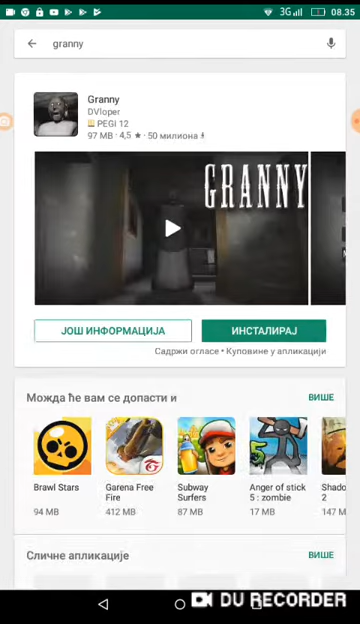 3G 08.35
granny
Granny
DVloper
PEGI 12
97 MB · 4,5 ★ · 50 милиона
GRANNY
ЈОШ ИНФОРМАЦИЈА
ИНСТАЛИРАЈ
Садржи огласе • Куповине у апликацији
Можда ће вам се допасти и
ВИШЕ
Brawl Stars
94 MB
Garena Free
Fire
412 MB
Subway
Surfers
87 MB
Anger of stick
5 : zombie
17 MB
Shado
2
147 M
Сличне апликације
ВИШЕ
DU RECORDER